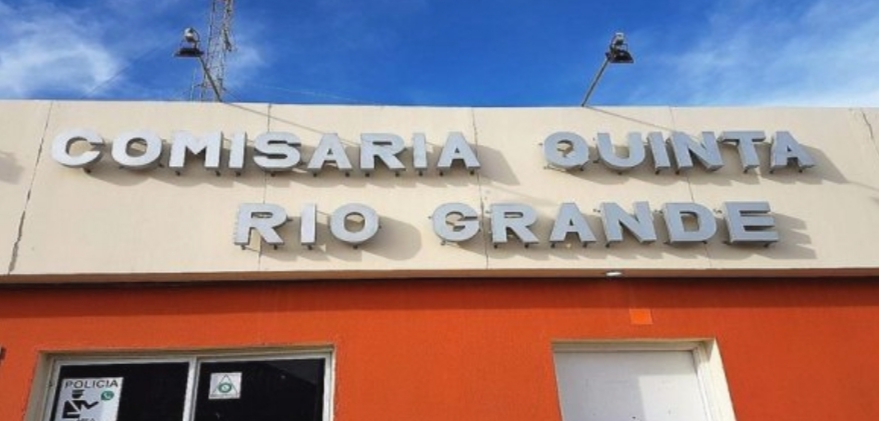 COMISARIA QUINTA
RIO GRANDE
POLICIA